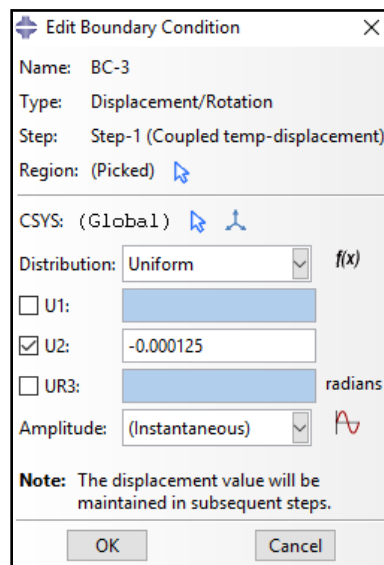 Edit Boundary Condition
Name: BC-3
Type: Displacement/Rotation
Step: Step-1 (Coupled temp-displacement)
Region: (Picked)
CSYS: (Global)
Distribution: Uniform f(x)
U1:
U2: -0.000125
UR3: radians
Amplitude: (Instantaneous)
Note: The displacement value will be
maintained in subsequent steps.
OK Cancel